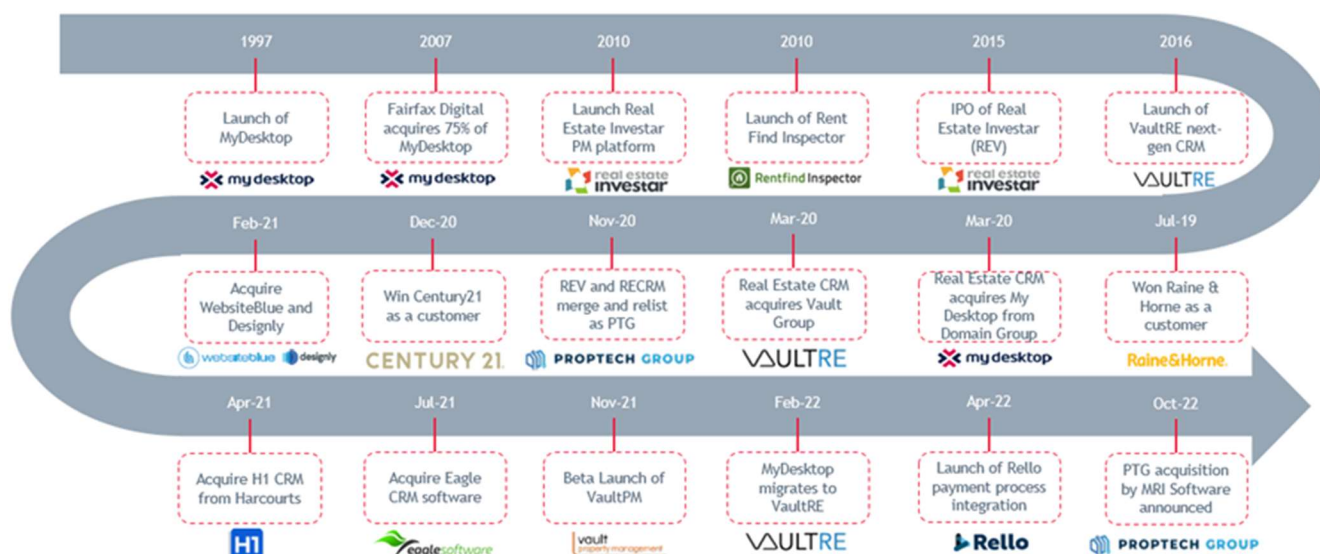 1997
2007
2010
2010
2015
2016
Launch of
MyDesktop
Fairfax Digital
acquires 75% of
MyDesktop
Launch Real
Estate Investar
PM platform
Launch of Rent
Find Inspector
IPO of Real
Estate Investar
(REV)
Launch of
VaultRE next-
gen CRM
my desktop
my desktop
real estate
investar
Rentfind Inspector
real estate
investar
VAULTRE
Feb-21
Dec-20
Nov-20
Mar-20
Mar-20
Jul-19
Acquire
WebsiteBlue and
Designly
Win Century21
as a customer
REV and RECRM
merge and relist
as PTG
Real Estate CRM
acquires Vault
Group
Real Estate CRM
acquires My
Desktop from
Domain Group
Won Raine &
Horne as a
customer
websiteblue
designly
CENTURY 21.
PROPTECH GROUP
VAULTRE
my desktop
Raine&Horne.
Apr-21
Jul-21
Nov-21
Feb-22
Apr-22
Oct-22
Acquire H1 CRM
from Harcourts
Acquire Eagle
CRM software
Beta Launch of
VaultPM
MyDesktop
migrates to
VaultRE
Launch of Rello
payment process
integration
PTG acquisition
by MRI Software
announced
H1
eaglesoftware
vault
property management
VAULTRE
Rello
PROPTECH GROUP